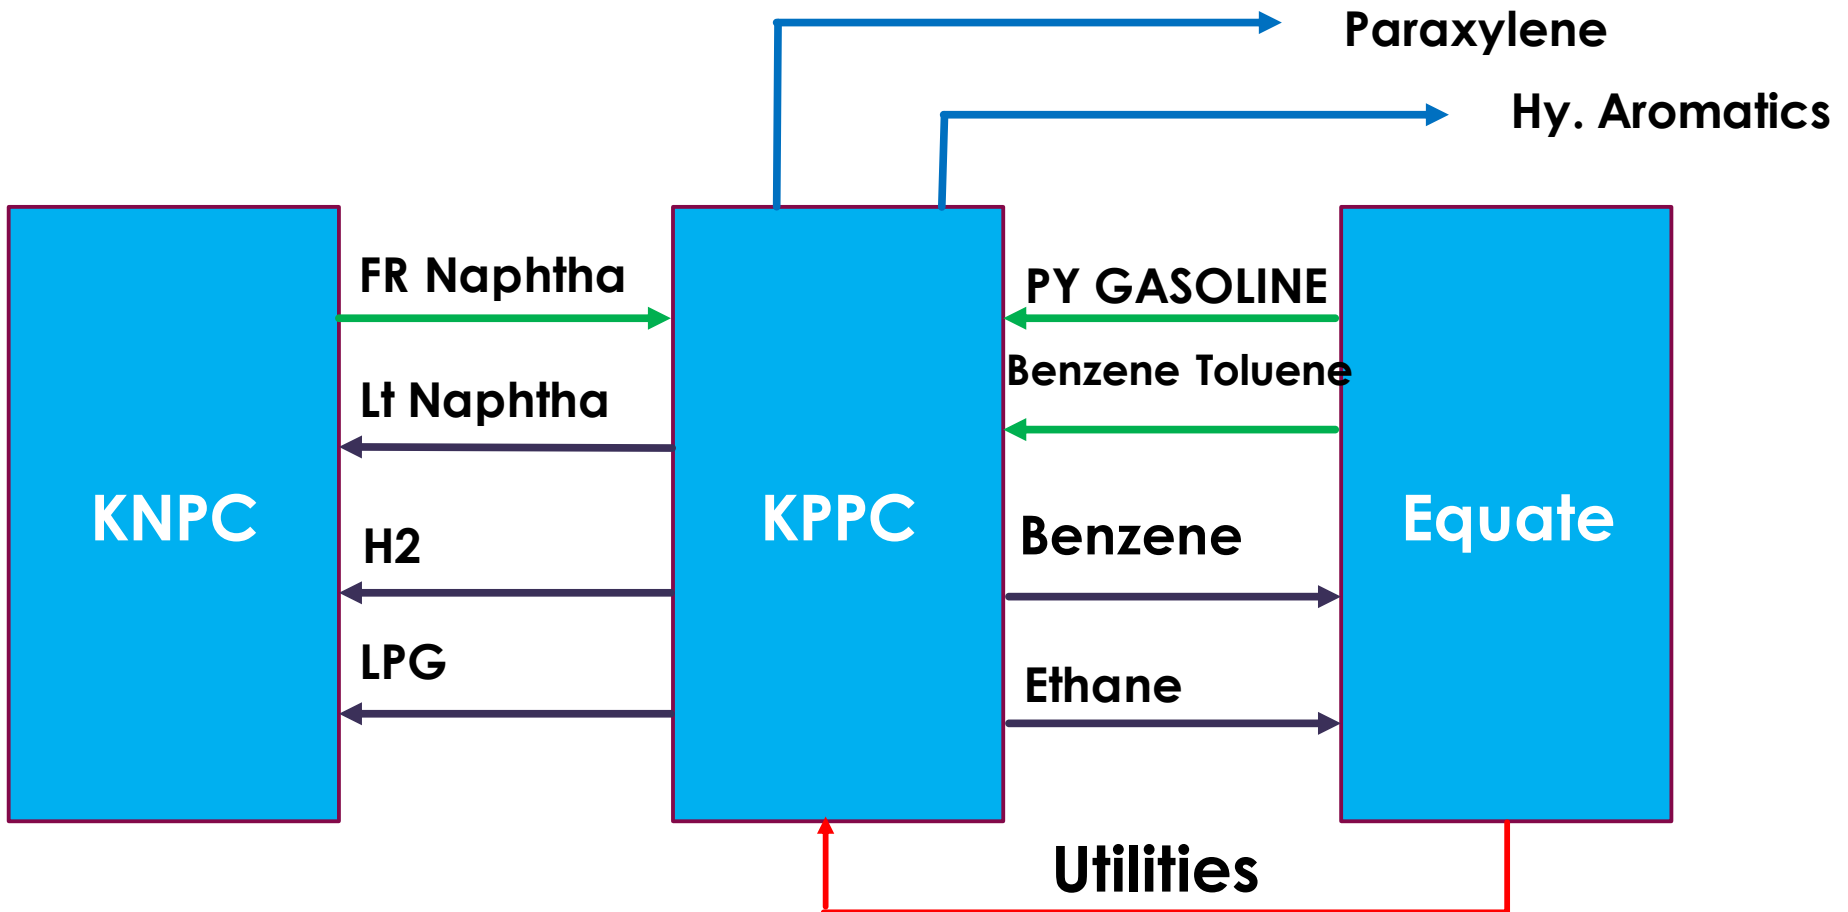 Paraxylene
Hy. Aromatics
FR Naphtha
PY GASOLINE
Benzene Toluene
Lt Naphtha
KNPC
KPPC
Equate
H2
Benzene
LPG
Ethane
Utilities